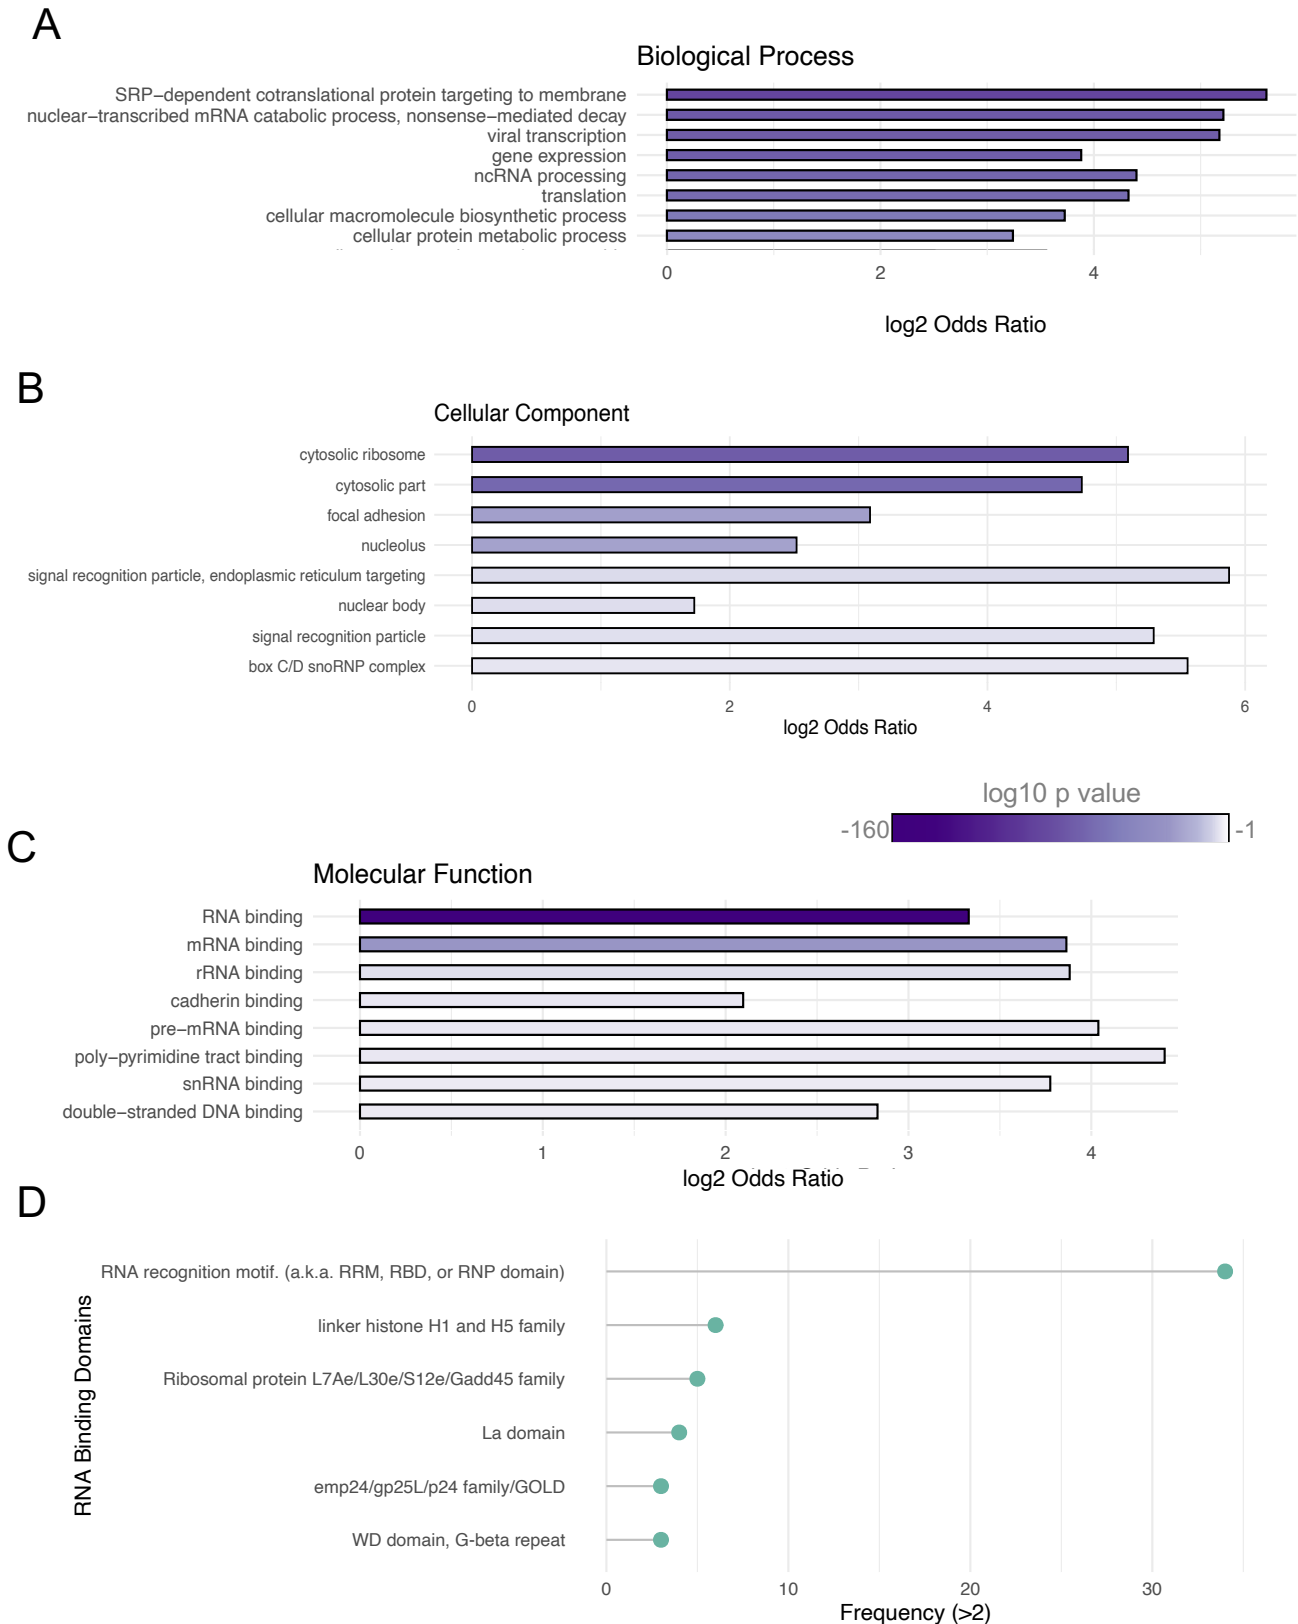 A
Biological Process
SRP−dependent cotranslational protein targeting to membrane
nuclear−transcribed mRNA catabolic process, nonsense−mediated decay
viral transcription
gene expression
ncRNA processing
translation
cellular macromolecule biosynthetic process
cellular protein metabolic process
0 2 4
log2 Odds Ratio
B
Cellular Component
cytosolic ribosome
cytosolic part
focal adhesion
nucleolus
signal recognition particle, endoplasmic reticulum targeting
nuclear body
signal recognition particle
box C/D snoRNP complex
0 2 4 6
log2 Odds Ratio
log10 p value
-160 -1
C
Molecular Function
RNA binding
mRNA binding
rRNA binding
cadherin binding
pre−mRNA binding
poly−pyrimidine tract binding
snRNA binding
double−stranded DNA binding
0 1 2 3 4
log2 Odds Ratio
D
RNA Binding Domains
RNA recognition motif. (a.k.a. RRM, RBD, or RNP domain)
linker histone H1 and H5 family
Ribosomal protein L7Ae/L30e/S12e/Gadd45 family
La domain
emp24/gp25L/p24 family/GOLD
WD domain, G-beta repeat
0 10 20 30
Frequency (>2)